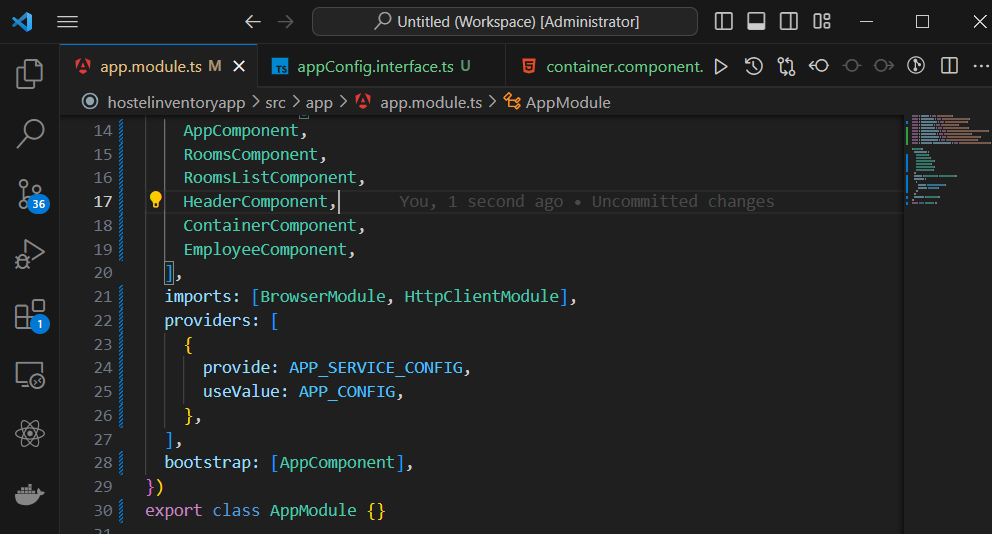 Untitled (Workspace) [Administrator]
app.module.ts M
TS appConfig.interface.ts U
container.component.
hostelinventoryapp > src > app > app.module.ts > AppModule
14 AppComponent,
15 RoomsComponent,
16 RoomsListComponent,
17 HeaderComponent, You, 1 second ago • Uncommitted changes
18 ContainerComponent,
19 EmployeeComponent,
20 ],
21 imports: [BrowserModule, HttpClientModule],
22 providers: [
23 {
24 provide: APP_SERVICE_CONFIG,
25 useValue: APP_CONFIG,
26 },
27 ],
28 bootstrap: [AppComponent],
29 })
30 export class AppModule {}
36
1